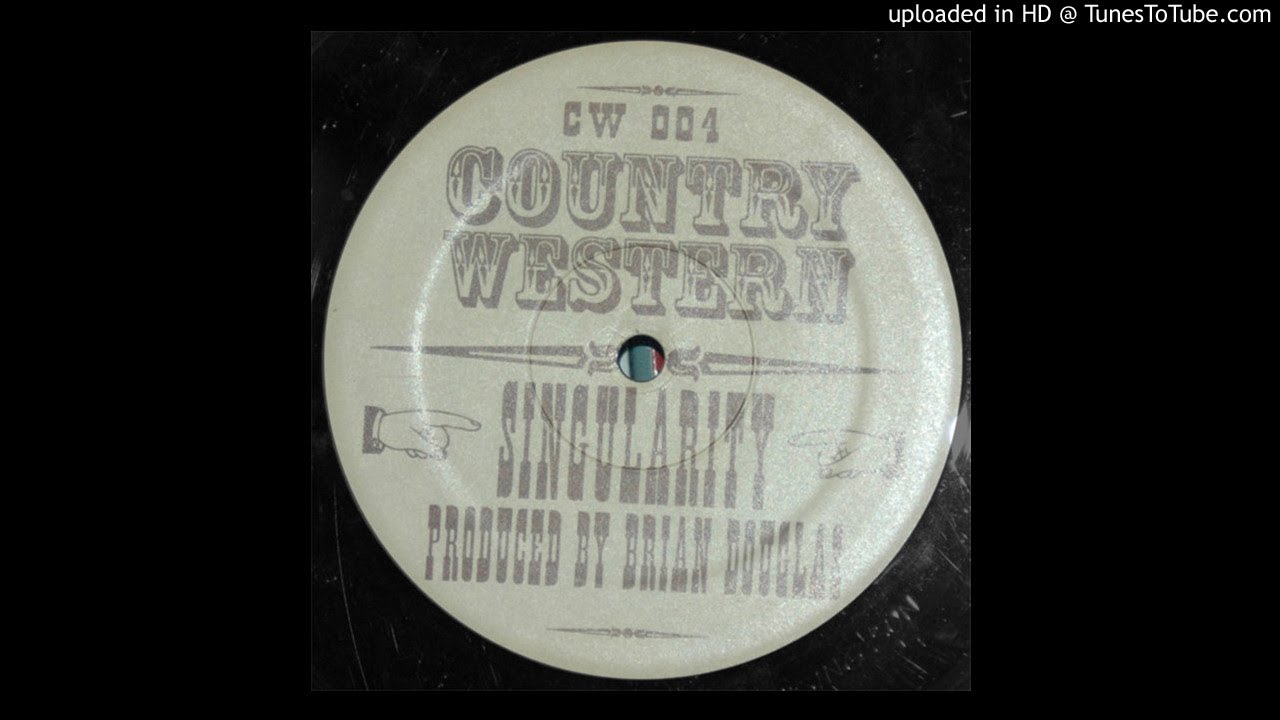 uploaded in HD @ TunesToTube.com
CW 004
COUNTRY
WESTERN
SINGULARITY
PRODUCED BY BRIAN DOUGLAS